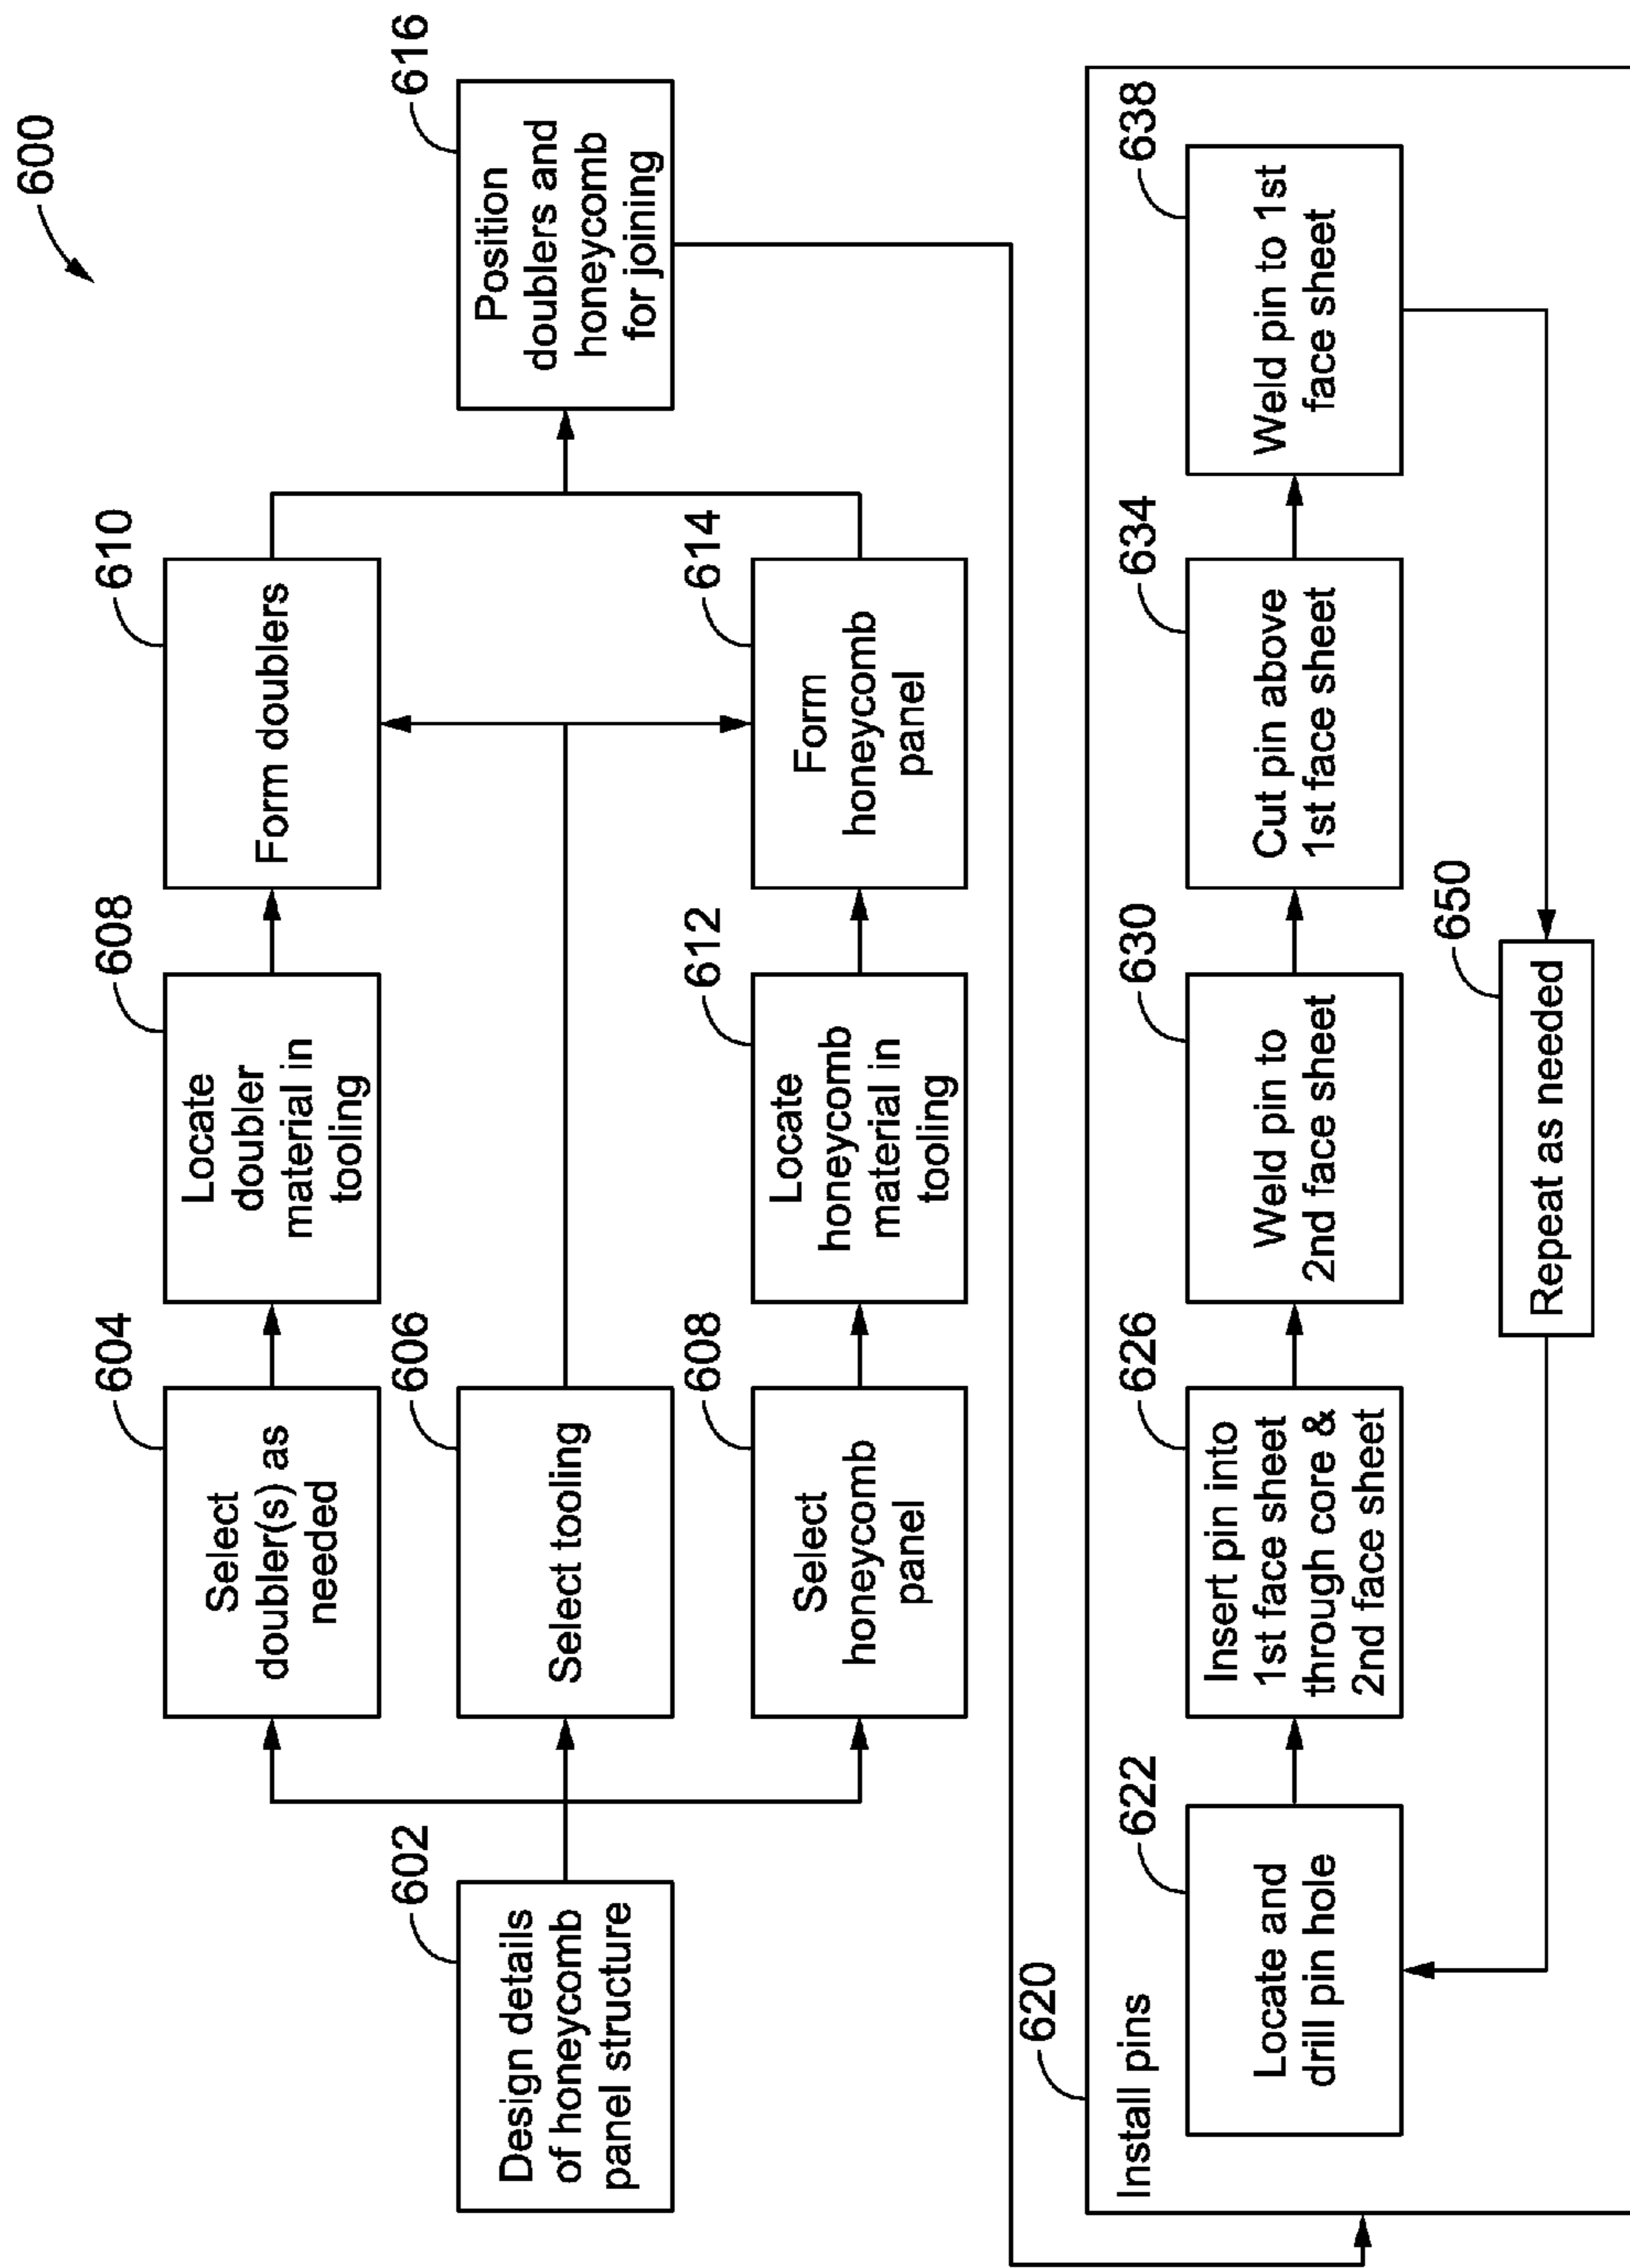 600
602
Design details
of honeycomb
panel structure
604
Select
doubler(s) as
needed
606
Select tooling
608
Select
honeycomb
panel
608
Locate
doubler
material in
tooling
612
Locate
honeycomb
material in
tooling
610
Form doublers
614
Form
honeycomb
panel
616
Position
doublers and
honeycomb
for joining
620
Install pins
622
Locate and
drill pin hole
626
Insert pin into
1st face sheet
through core &
2nd face sheet
630
Weld pin to
2nd face sheet
634
Cut pin above
1st face sheet
638
Weld pin to 1st
face sheet
650
Repeat as needed